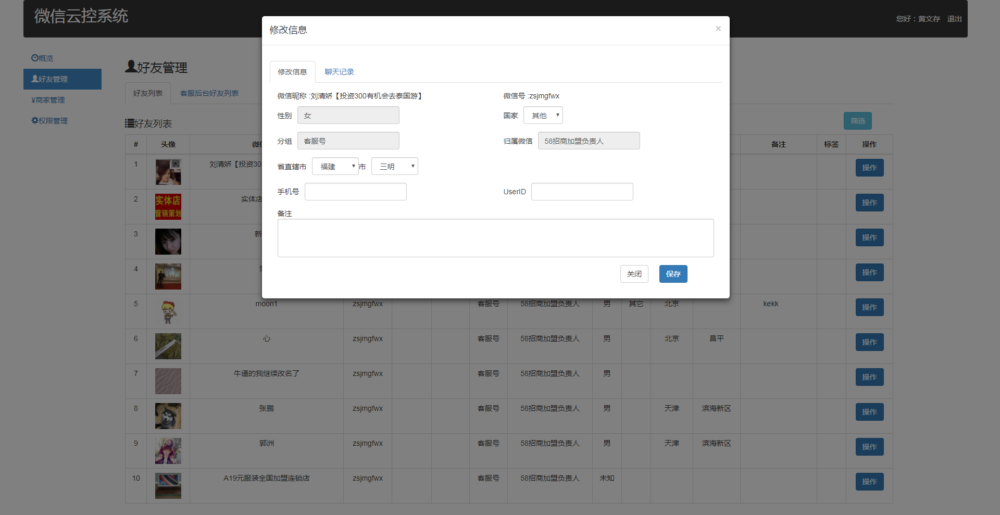 微信云控系统
您好：黄文存 退出
概览
好友管理
¥商家管理
权限管理
好友管理
好友列表 客服后台好友列表
好友列表
筛选
修改信息 ×
修改信息 聊天记录
微信昵称 :刘清娇【投资300有机会去泰国游】 微信号 :zsjmgfwx
性别 女 国家 其他
分组 客服号 归属微信 58招商加盟负责人
省直辖市 福建 市 三明
手机号 UserID
备注
关闭 保存
# 头像 备注 标签 操作
1 刘清娇【投资30 操作
2 实体店 营销策划 实体店 操作
3 新 操作
4 操作
5 moon1 zsjmgfwx 客服号 58招商加盟负责人 男 其它 北京 kekk 操作
6 心 zsjmgfwx 客服号 58招商加盟负责人 男 北京 昌平 操作
7 牛逼的我继续改名了 zsjmgfwx 客服号 58招商加盟负责人 男 操作
8 张鹏 zsjmgfwx 客服号 58招商加盟负责人 男 天津 滨海新区 操作
9 郭洲 zsjmgfwx 客服号 58招商加盟负责人 男 天津 滨海新区 操作
10 A19元服装全国加盟连锁店 zsjmgfwx 客服号 58招商加盟负责人 未知 操作